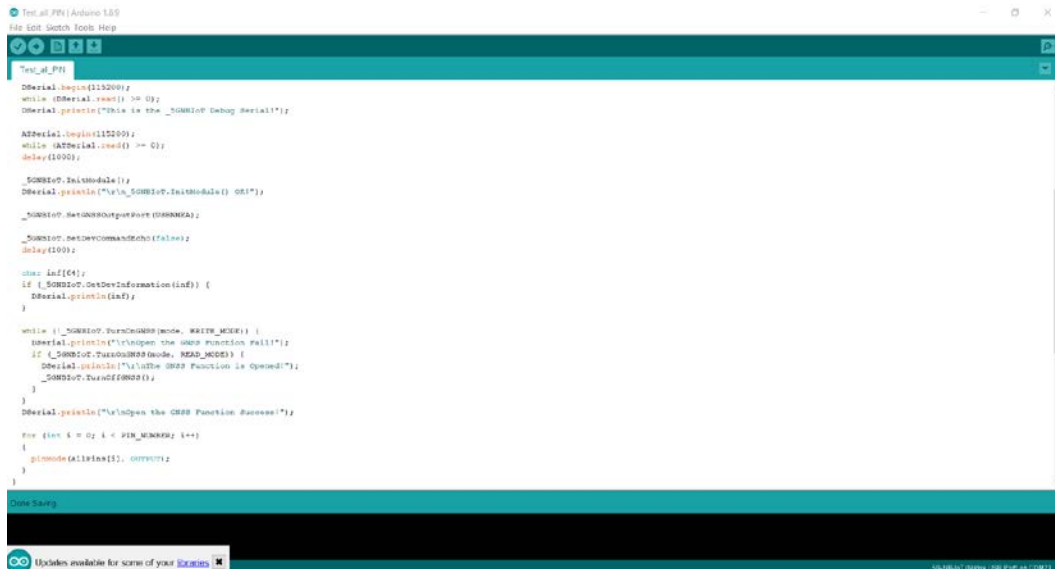 Test_all_PIN | Arduino 1.8.9
File Edit Sketch Tools Help
Test_all_PIN
DSerial.begin(115200);
while (DSerial.read() >= 0);
DSerial.println("This is the _5GNBIoT Debug Serial!");
ATSerial.begin(115200);
while (ATSerial.read() >= 0);
delay(1000);
_5GNBIoT.InitModule();
DSerial.println("\r\n_5GNBIoT.InitModule() OK!");
_5GNBIoT.SetGNSSOutputPort(USBNMEA);
_5GNBIoT.SetDevCommandEcho(false);
delay(100);
char inf[64];
if (_5GNBIoT.GetDevInformation(inf)) {
DSerial.println(inf);
}
while (!_5GNBIoT.TurnOnGNSS(mode, WRITE_MODE)) {
DSerial.println("\r\nOpen the GNSS Function Fail!");
if (_5GNBIoT.TurnOnGNSS(mode, READ_MODE)) {
DSerial.println("\r\nThe GNSS Function is Opened!");
_5GNBIoT.TurnOffGNSS();
}
}
DSerial.println("\r\nOpen the GNSS Function Success!");
for (int i = 0; i < PIN_NUMBER; i++)
{
pinMode(AllPins[i], OUTPUT);
}
}
Done Saving.
Updates available for some of your libraries